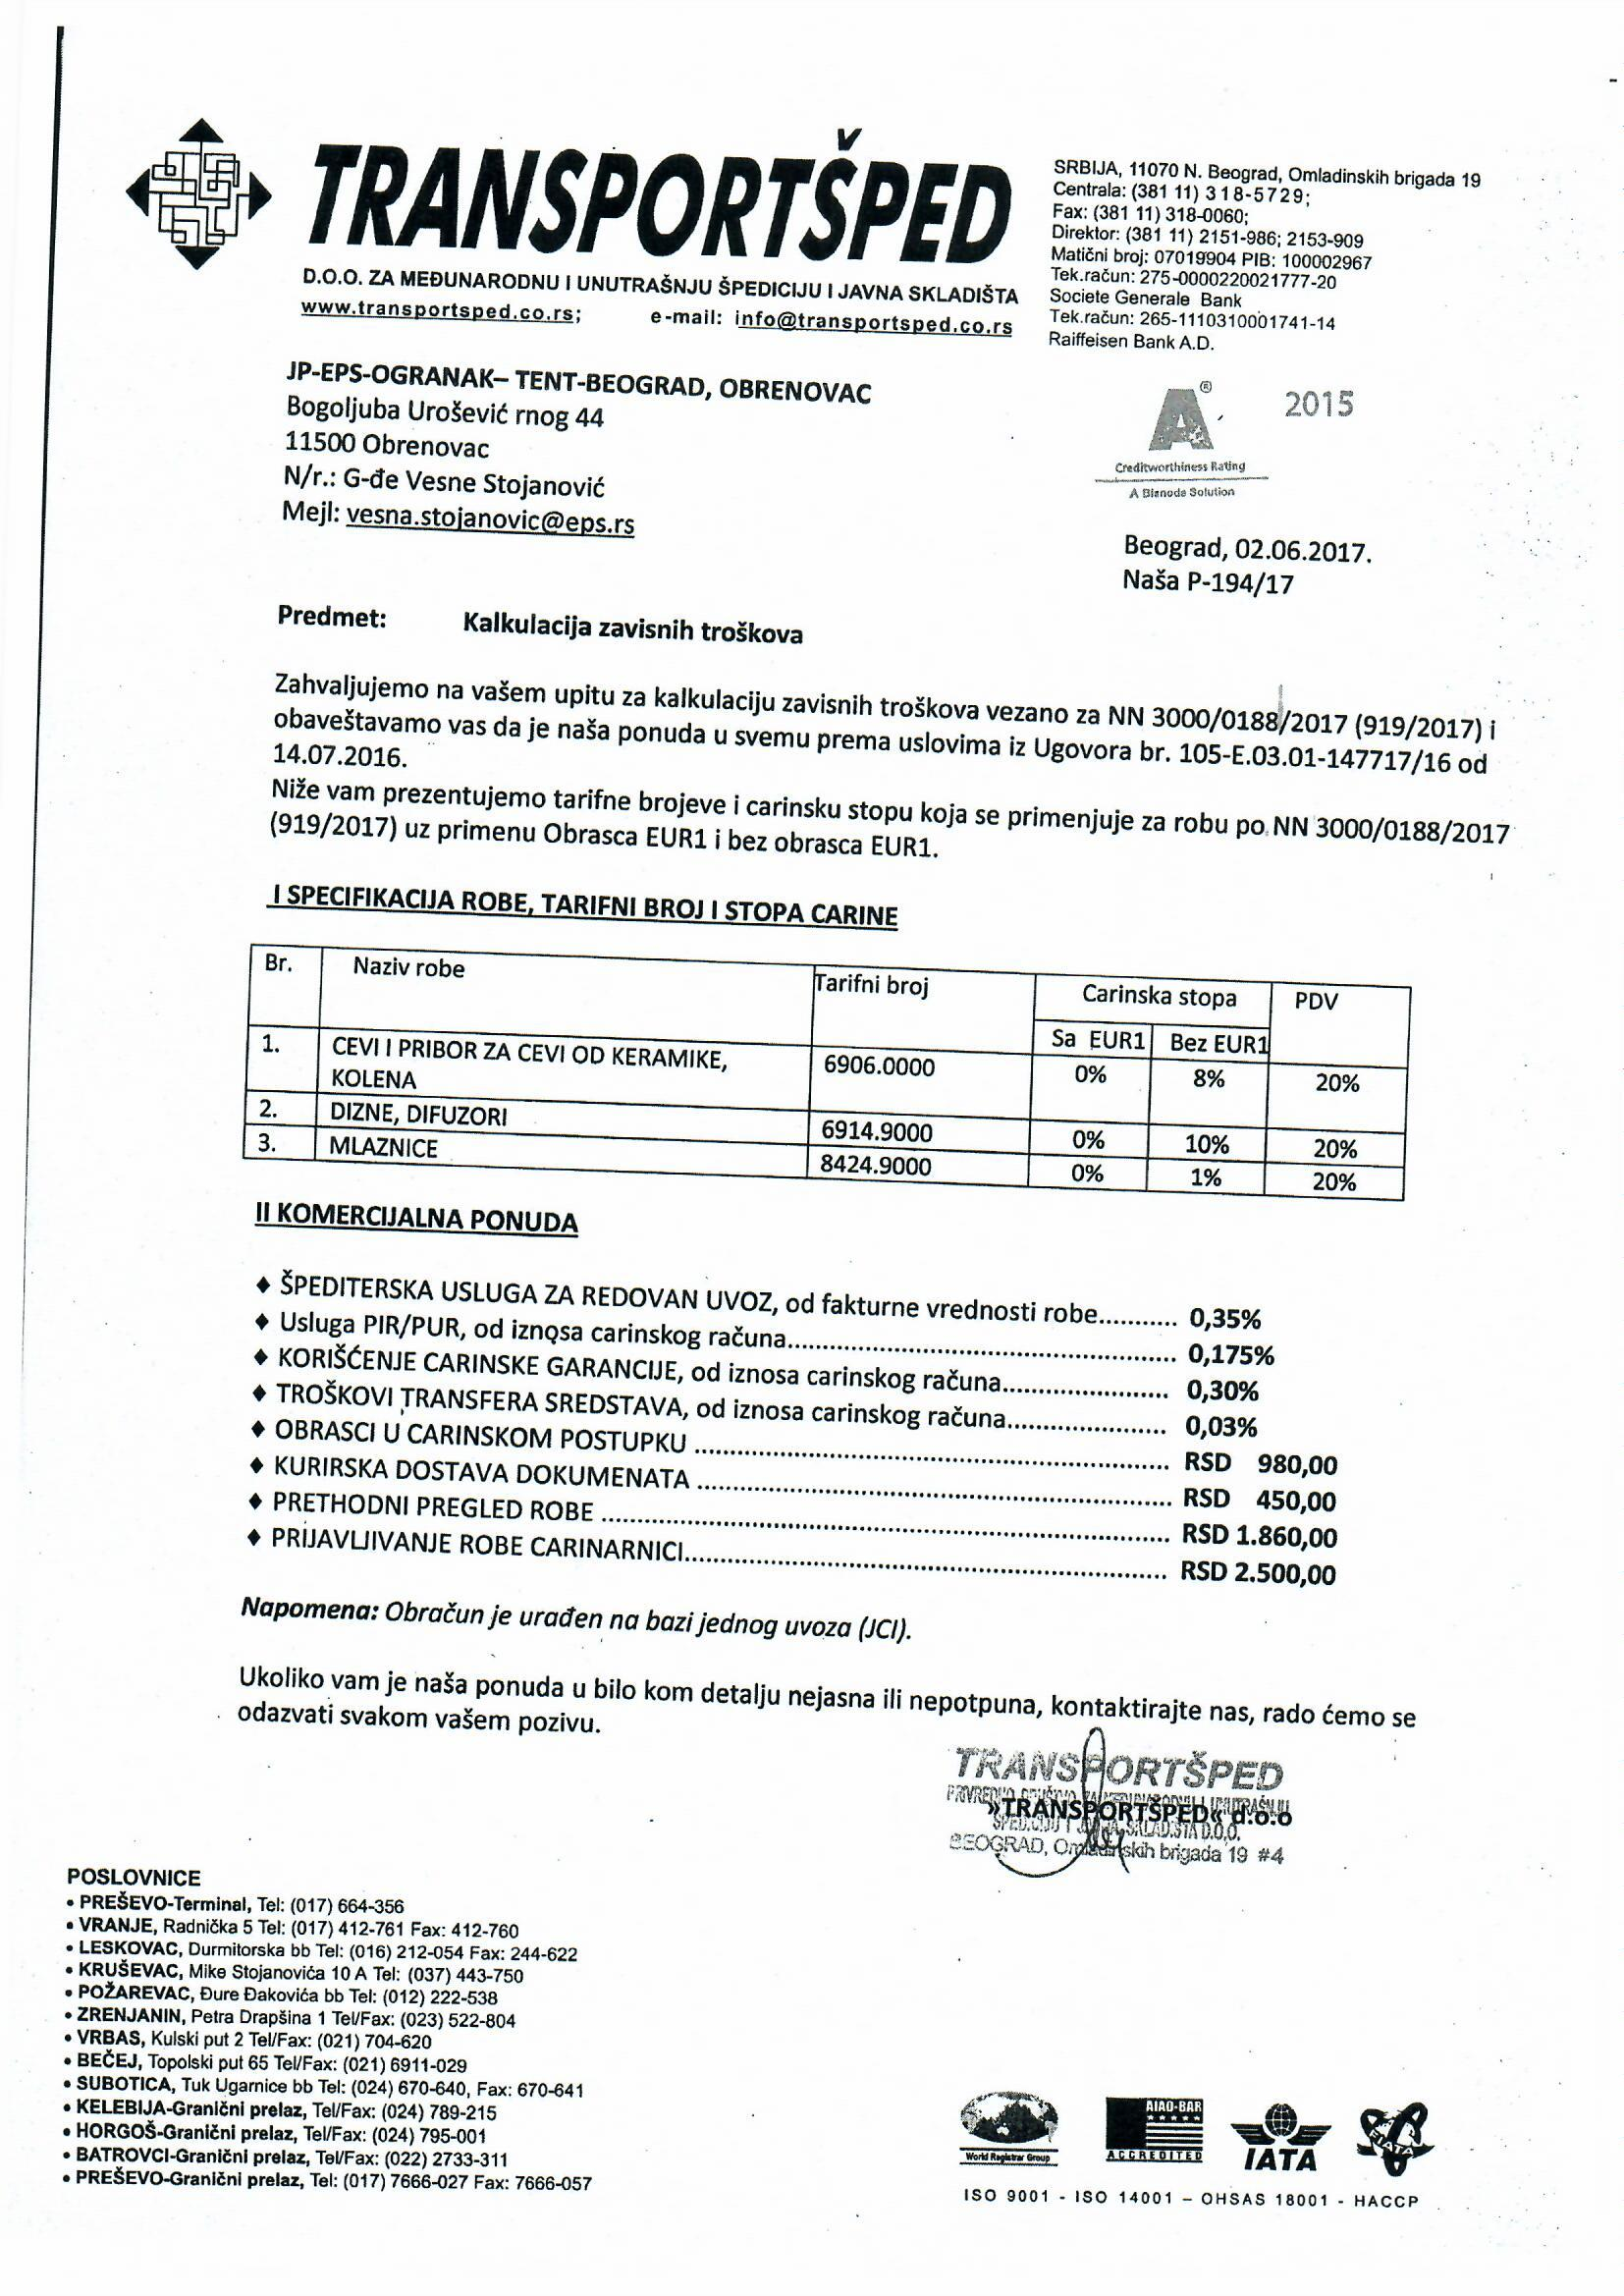 TRANSPORTŠPED
D.O.O. ZA MEĐUNARODNU I UNUTRAŠNJU ŠPEDICIJU I JAVNA SKLADIŠTA
www.transportsped.co.rs; e-mail: info@transportsped.co.rs
SRBIJA, 11070 N. Beograd, Omladinskih brigada 19
Centrala: (381 11) 318-5729;
Fax: (381 11) 318-0060;
Direktor: (381 11) 2151-986; 2153-909
Matični broj: 07019904 PIB: 100002967
Tek.račun: 275-0000220021777-20
Societe Generale Bank
Tek.račun: 265-1110310001741-14
Raiffeisen Bank A.D.
JP-EPS-OGRANAK– TENT-BEOGRAD, OBRENOVAC
Bogoljuba Urošević rnog 44
11500 Obrenovac
N/r.: G-đe Vesne Stojanović
Mejl: vesna.stojanovic@eps.rs
A® 2015
Creditworthiness Rating
A Bisnode Solution
Beograd, 02.06.2017.
Naša P-194/17
Predmet: Kalkulacija zavisnih troškova
Zahvaljujemo na vašem upitu za kalkulaciju zavisnih troškova vezano za NN 3000/0188/2017 (919/2017) i
obaveštavamo vas da je naša ponuda u svemu prema uslovima iz Ugovora br. 105-E.03.01-147717/16 od
14.07.2016.
Niže vam prezentujemo tarifne brojeve i carinsku stopu koja se primenjuje za robu po NN 3000/0188/2017
(919/2017) uz primenu Obrasca EUR1 i bez obrasca EUR1.
I SPECIFIKACIJA ROBE, TARIFNI BROJ I STOPA CARINE
Br. Naziv robe Tarifni broj Carinska stopa PDV
Sa EUR1 Bez EUR1
1. CEVI I PRIBOR ZA CEVI OD KERAMIKE, KOLENA 6906.0000 0% 8% 20%
2. DIZNE, DIFUZORI 6914.9000 0% 10% 20%
3. MLAZNICE 8424.9000 0% 1% 20%
II KOMERCIJALNA PONUDA
♦ ŠPEDITERSKA USLUGA ZA REDOVAN UVOZ, od fakturne vrednosti robe........... 0,35%
♦ Usluga PIR/PUR, od iznosa carinskog računa........... 0,175%
♦ KORIŠĆENJE CARINSKE GARANCIJE, od iznosa carinskog računa........... 0,30%
♦ TROŠKOVI TRANSFERA SREDSTAVA, od iznosa carinskog računa........... 0,03%
♦ OBRASCI U CARINSKOM POSTUPKU ........... RSD 980,00
♦ KURIRSKA DOSTAVA DOKUMENATA ........... RSD 450,00
♦ PRETHODNI PREGLED ROBE ........... RSD 1.860,00
♦ PRIJAVLJIVANJE ROBE CARINARNICI........... RSD 2.500,00
Napomena: Obračun je urađen na bazi jednog uvoza (JCI).
Ukoliko vam je naša ponuda u bilo kom detalju nejasna ili nepotpuna, kontaktirajte nas, rado ćemo se
odazvati svakom vašem pozivu.
TRANSPORTŠPED
»TRANSPORTŠPED« d.o.o
BEOGRAD, Omladinskih brigada 19 #4
POSLOVNICE
• PREŠEVO-Terminal, Tel: (017) 664-356
• VRANJE, Radnička 5 Tel: (017) 412-761 Fax: 412-760
• LESKOVAC, Durmitorska bb Tel: (016) 212-054 Fax: 244-622
• KRUŠEVAC, Mike Stojanovića 10 A Tel: (037) 443-750
• POŽAREVAC, Đure Đakovića bb Tel: (012) 222-538
• ZRENJANIN, Petra Drapšina 1 Tel/Fax: (023) 522-804
• VRBAS, Kulski put 2 Tel/Fax: (021) 704-620
• BEČEJ, Topolski put 65 Tel/Fax: (021) 6911-029
• SUBOTICA, Tuk Ugarnice bb Tel: (024) 670-640, Fax: 670-641
• KELEBIJA-Granični prelaz, Tel/Fax: (024) 789-215
• HORGOŠ-Granični prelaz, Tel/Fax: (024) 795-001
• BATROVCI-Granični prelaz, Tel/Fax: (022) 2733-311
• PREŠEVO-Granični prelaz, Tel: (017) 7666-027 Fax: 7666-057
World Registrar Group
AIAO-BAR
ACCREDITED
IATA
FIATA
ISO 9001 - ISO 14001 – OHSAS 18001 - HACCP